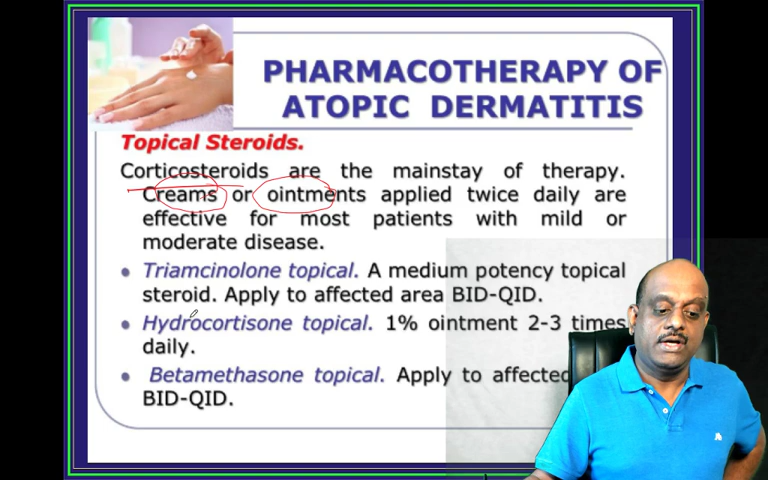 PHARMACOTHERAPY OF
ATOPIC DERMATITIS
Topical Steroids.
Corticosteroids are the mainstay of therapy.
Creams or ointments applied twice daily are
effective for most patients with mild or
moderate disease.
Triamcinolone topical. A medium potency topical
steroid. Apply to affected area BID-QID.
Hydrocortisone topical. 1% ointment 2-3 times
daily.
Betamethasone topical. Apply to affected
BID-QID.